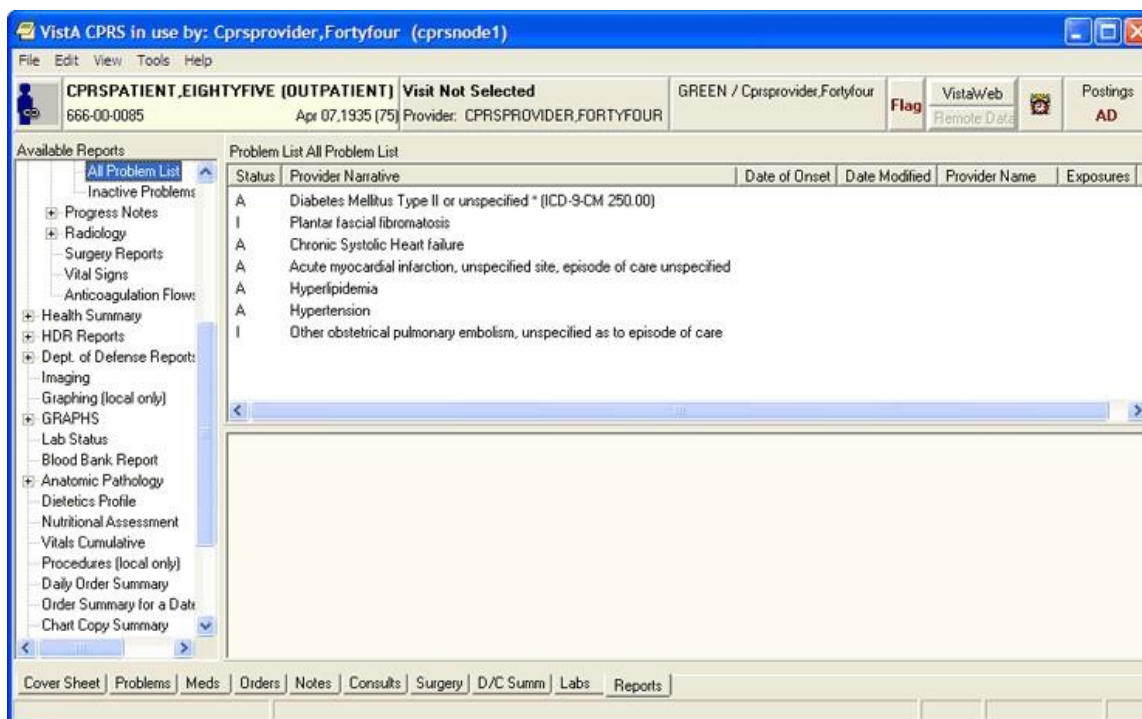 VistA CPRS in use by: Cprsprovider,Fortyfour (cprsnode1)
File Edit View Tools Help
CPRSPATIENT,EIGHTYFIVE (OUTPATIENT) Visit Not Selected GREEN / Cprsprovider,Fortyfour Flag VistaWeb Postings
666-00-0085 Apr 07,1935 (75) Provider: CPRSPROVIDER,FORTYFOUR Remote Data AD
Available Reports Problem List All Problem List
All Problem List
Inactive Problems
Progress Notes
Radiology
Surgery Reports
Vital Signs
Anticoagulation Flow
Health Summary
HDR Reports
Dept. of Defense Reports
Imaging
Graphing (local only)
GRAPHS
Lab Status
Blood Bank Report
Anatomic Pathology
Dietetics Profile
Nutritional Assessment
Vitals Cumulative
Procedures (local only)
Daily Order Summary
Order Summary for a Date
Chart Copy Summary
Status Provider Narrative Date of Onset Date Modified Provider Name Exposures
A Diabetes Mellitus Type II or unspecified * (ICD-9-CM 250.00)
I Plantar fascial fibromatosis
A Chronic Systolic Heart failure
A Acute myocardial infarction, unspecified site, episode of care unspecified
A Hyperlipidemia
A Hypertension
I Other obstetrical pulmonary embolism, unspecified as to episode of care
Cover Sheet Problems Meds Orders Notes Consults Surgery D/C Summ Labs Reports